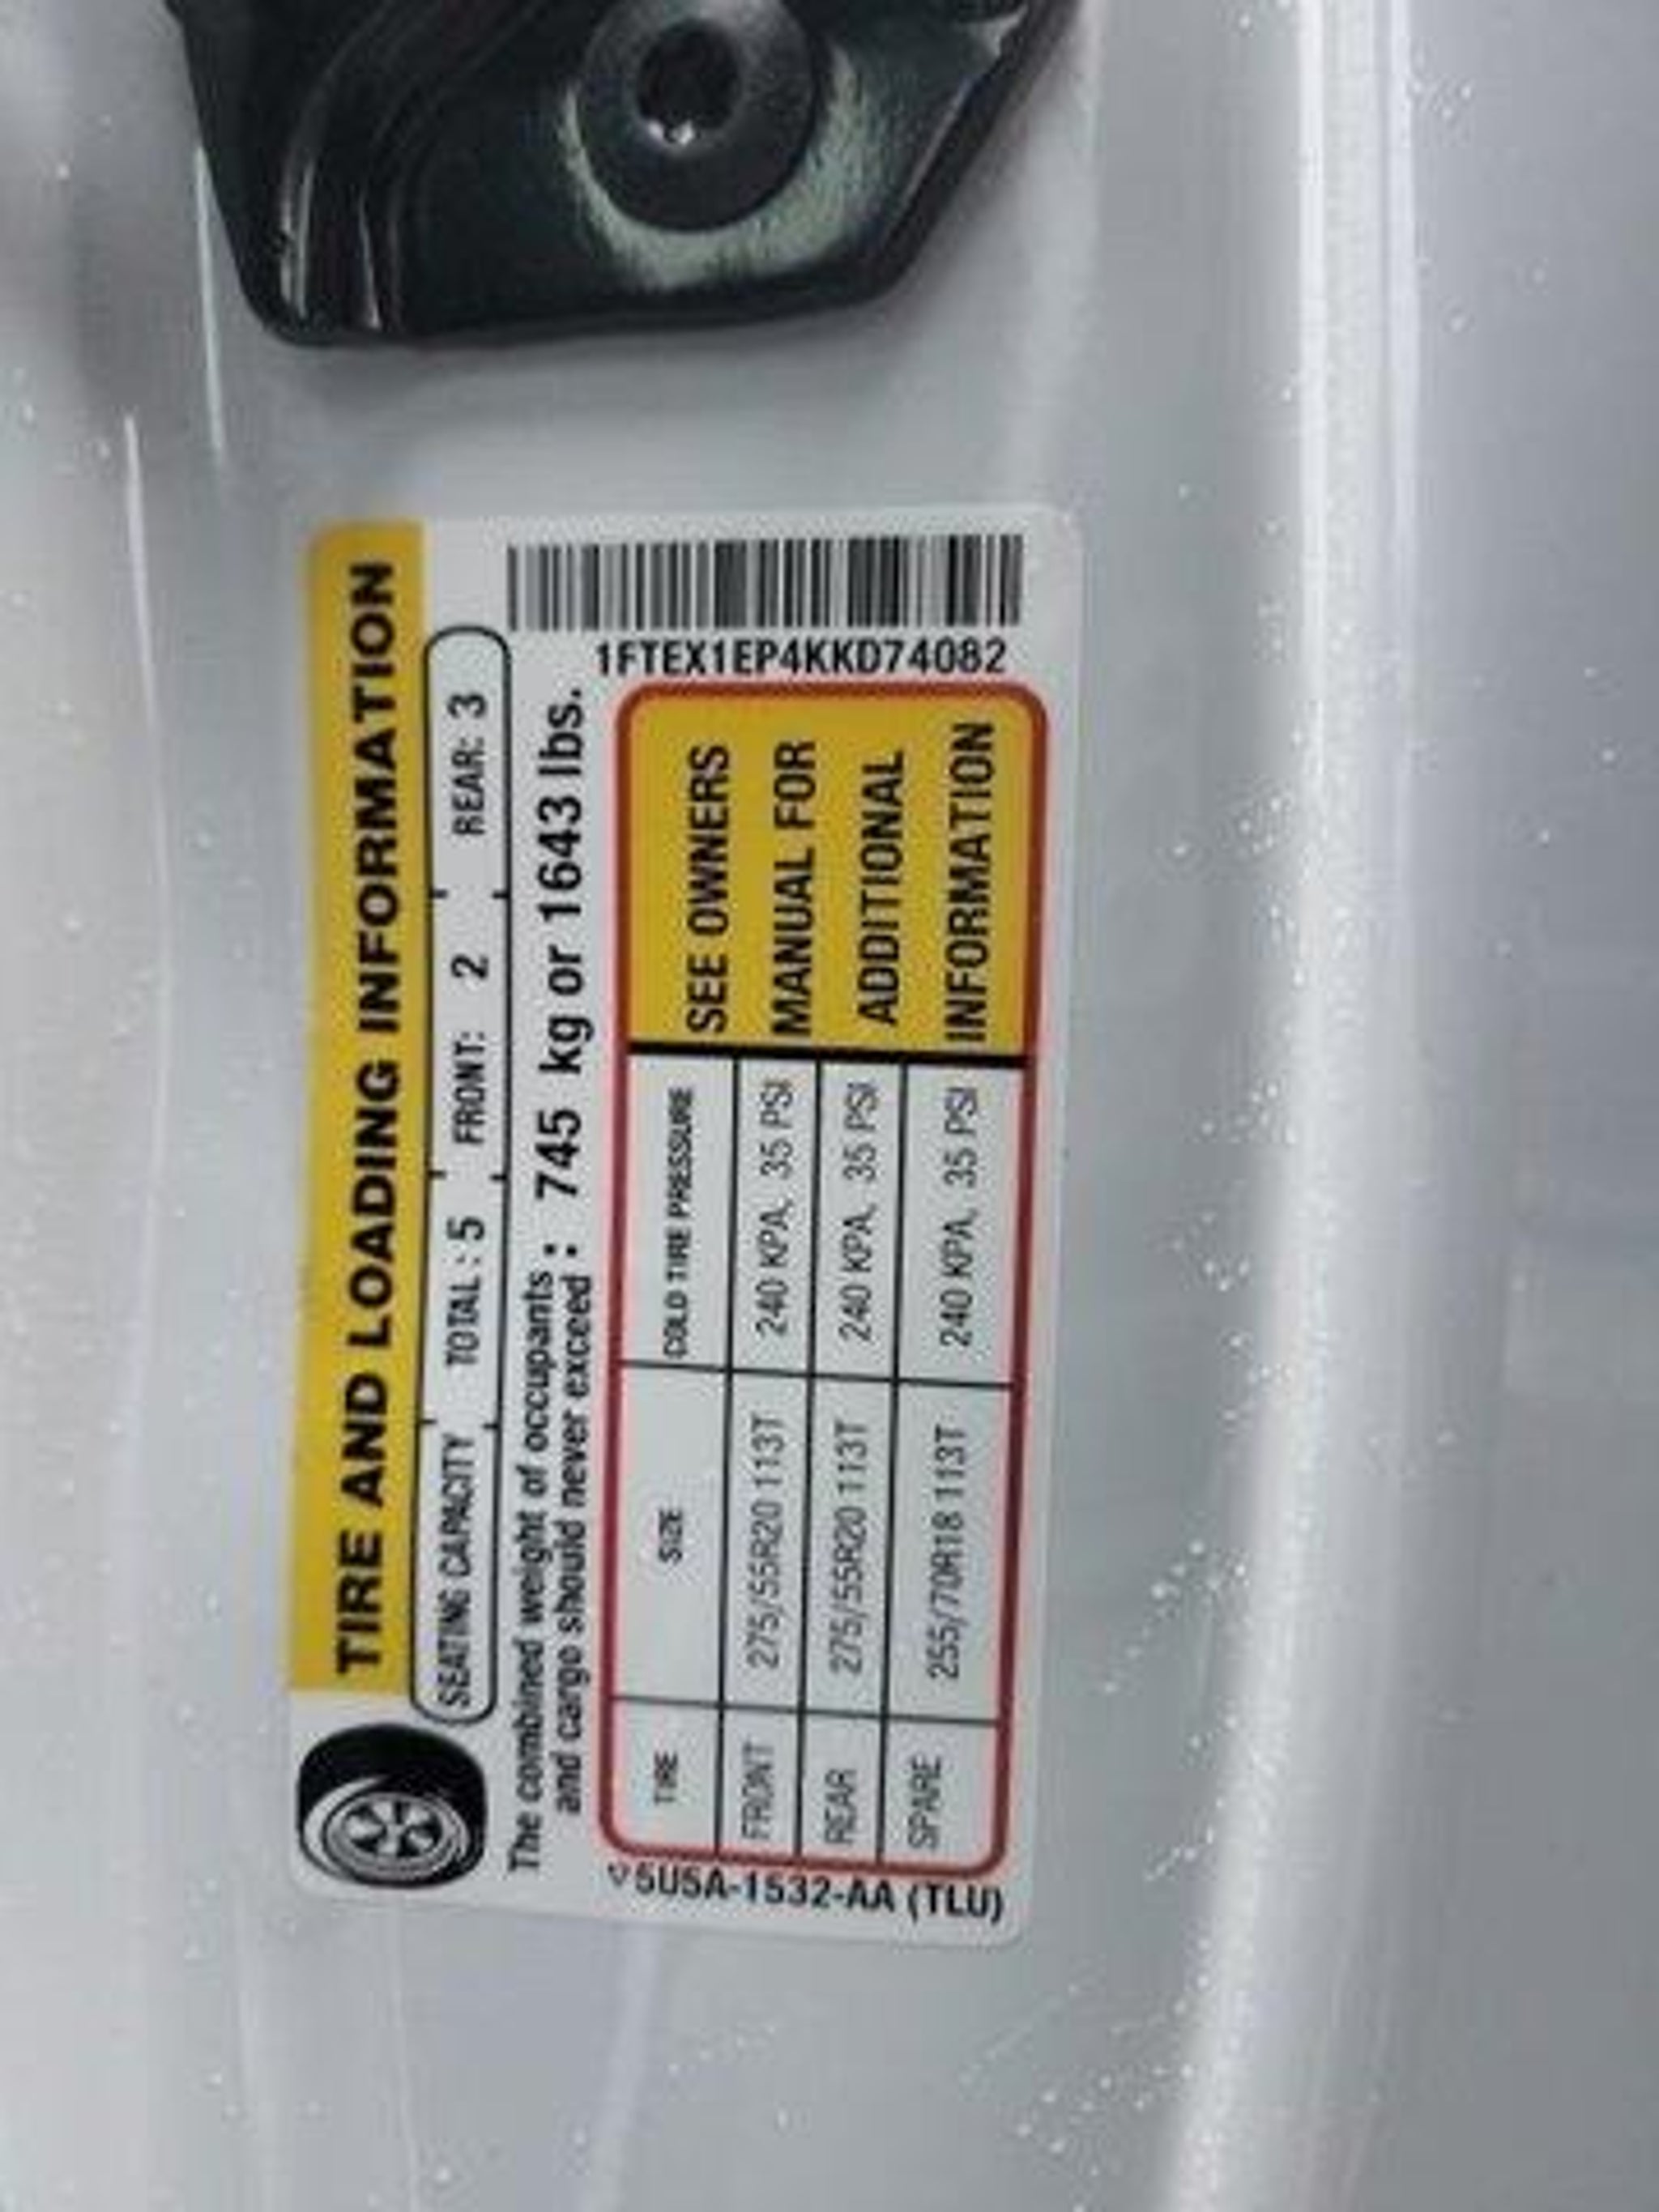 TIRE AND LOADING INFORMATION
SEATING CAPACITY TOTAL : 5 FRONT: 2 REAR: 3
The combined weight of occupants :
and cargo should never exceed : 745 kg or 1643 lbs.
TIRE SIZE COLD TIRE PRESSURE
FRONT 275/55R20 113T 240 KPA, 35 PSI
REAR 275/55R20 113T 240 KPA, 35 PSI
SPARE 255/70R18 113T 240 KPA, 35 PSI
SEE OWNERS
MANUAL FOR
ADDITIONAL
INFORMATION
1FTEX1EP4KKD74082
5U5A-1532-AA (TLU)